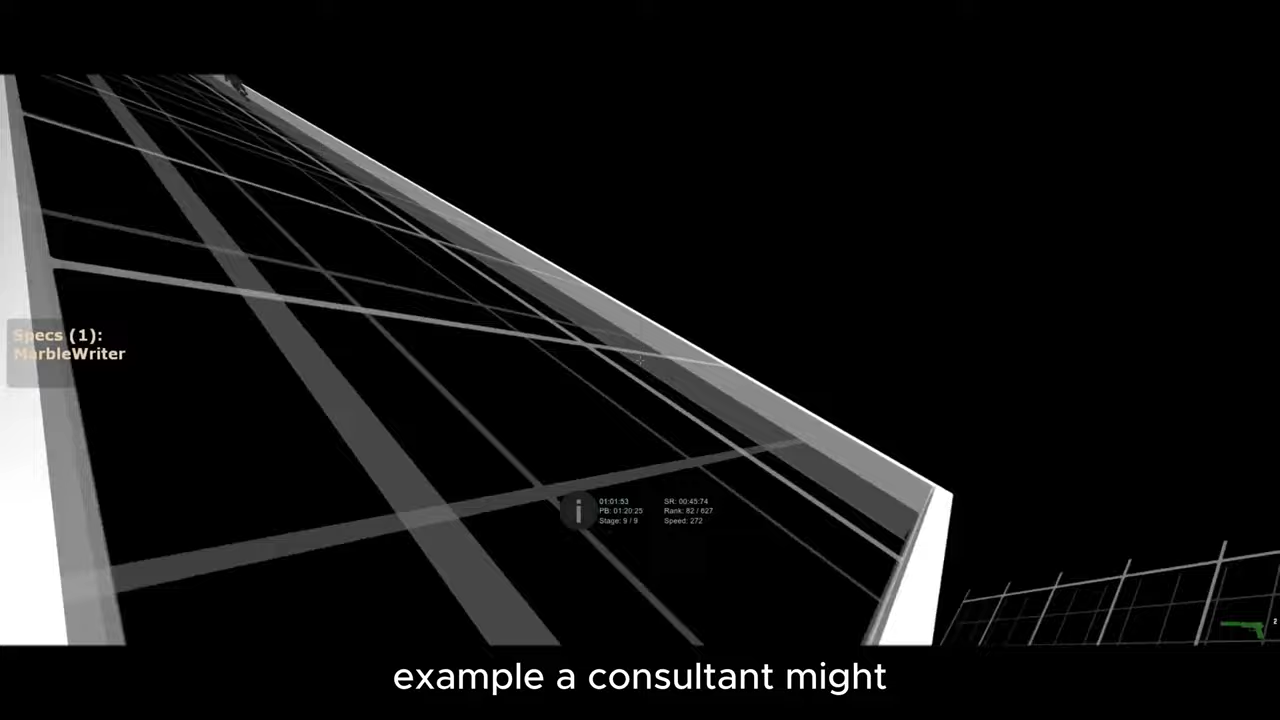 Specs (1):
MarbleWriter
01:01:53
PB: 01:20:25
Stage: 9 / 9
SR: 00:45:74
Rank: 82 / 627
Speed: 272
2
example a consultant might